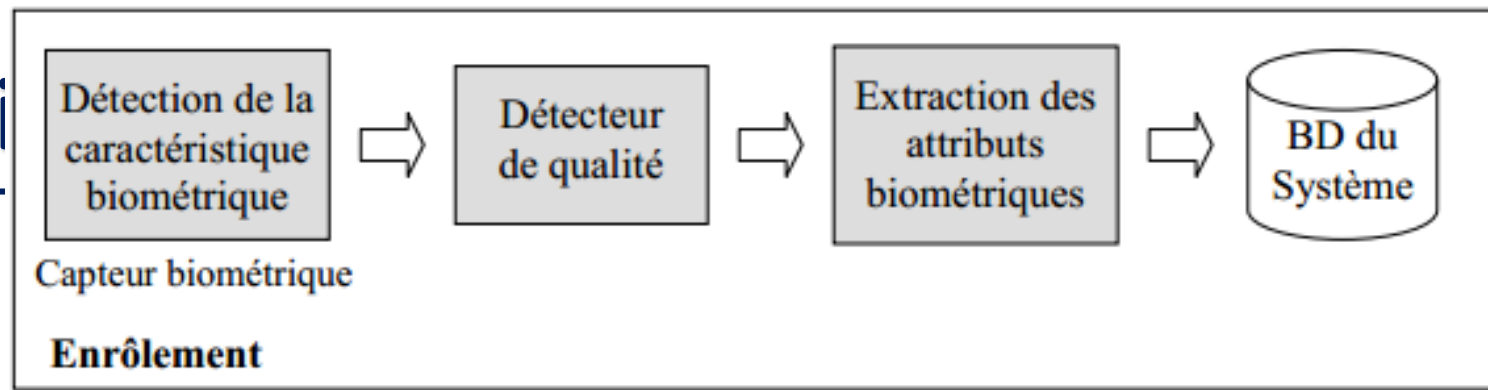 Détection de la
caractéristique
biométrique
Détecteur
de qualité
Extraction des
attributs
biométriques
BD du
Système
Capteur biométrique
Enrôlement